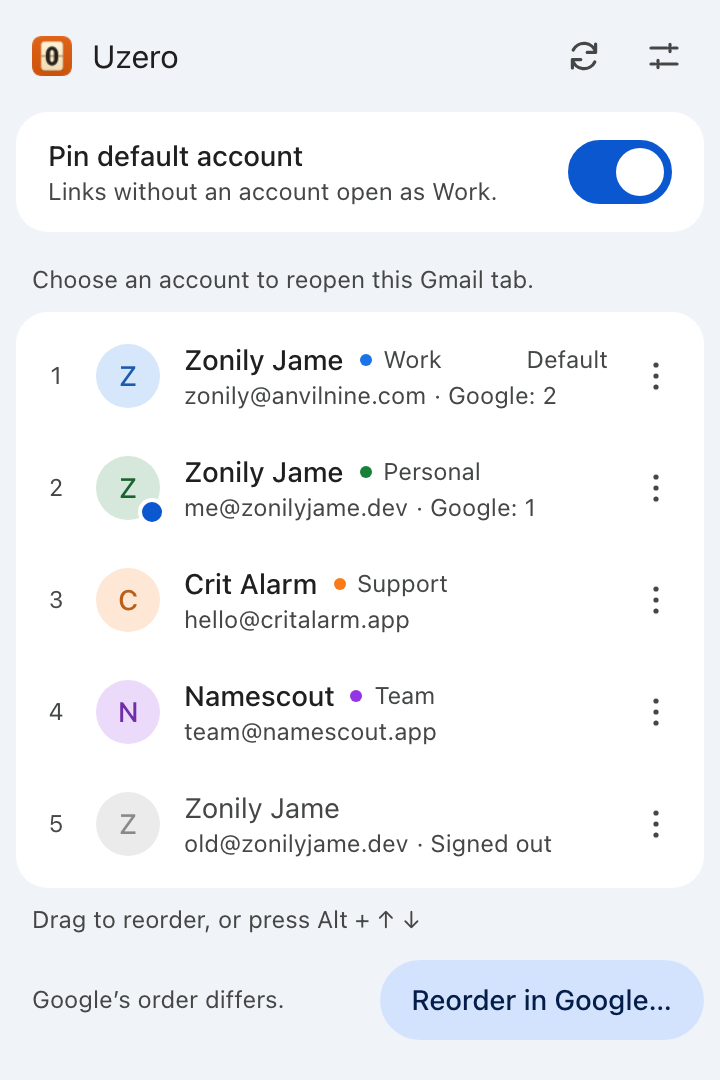 0 Uzero
Pin default account
Links without an account open as Work.
Choose an account to reopen this Gmail tab.
1 Z Zonily Jame Work Default
zonily@anvilnine.com · Google: 2
2 Z Zonily Jame Personal
me@zonilyjame.dev · Google: 1
3 C Crit Alarm Support
hello@critalarm.app
4 N Namescout Team
team@namescout.app
5 Z Zonily Jame
old@zonilyjame.dev · Signed out
Drag to reorder, or press Alt + ↑ ↓
Google’s order differs. Reorder in Google...